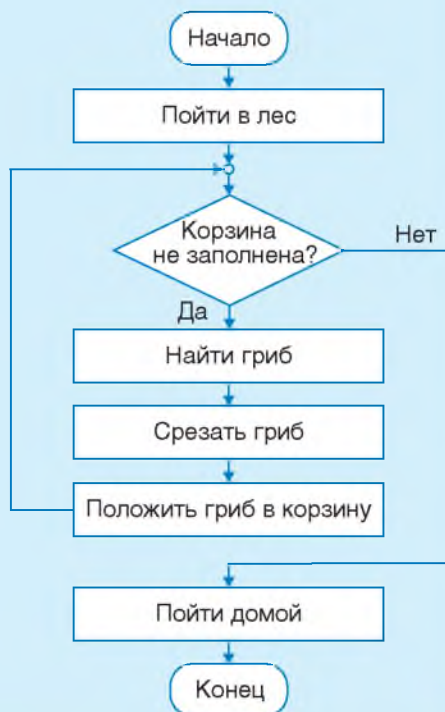 Начало
Пойти в лес
Корзина
не заполнена?
Нет
Да
Найти гриб
Срезать гриб
Положить гриб в корзину
Пойти домой
Конец